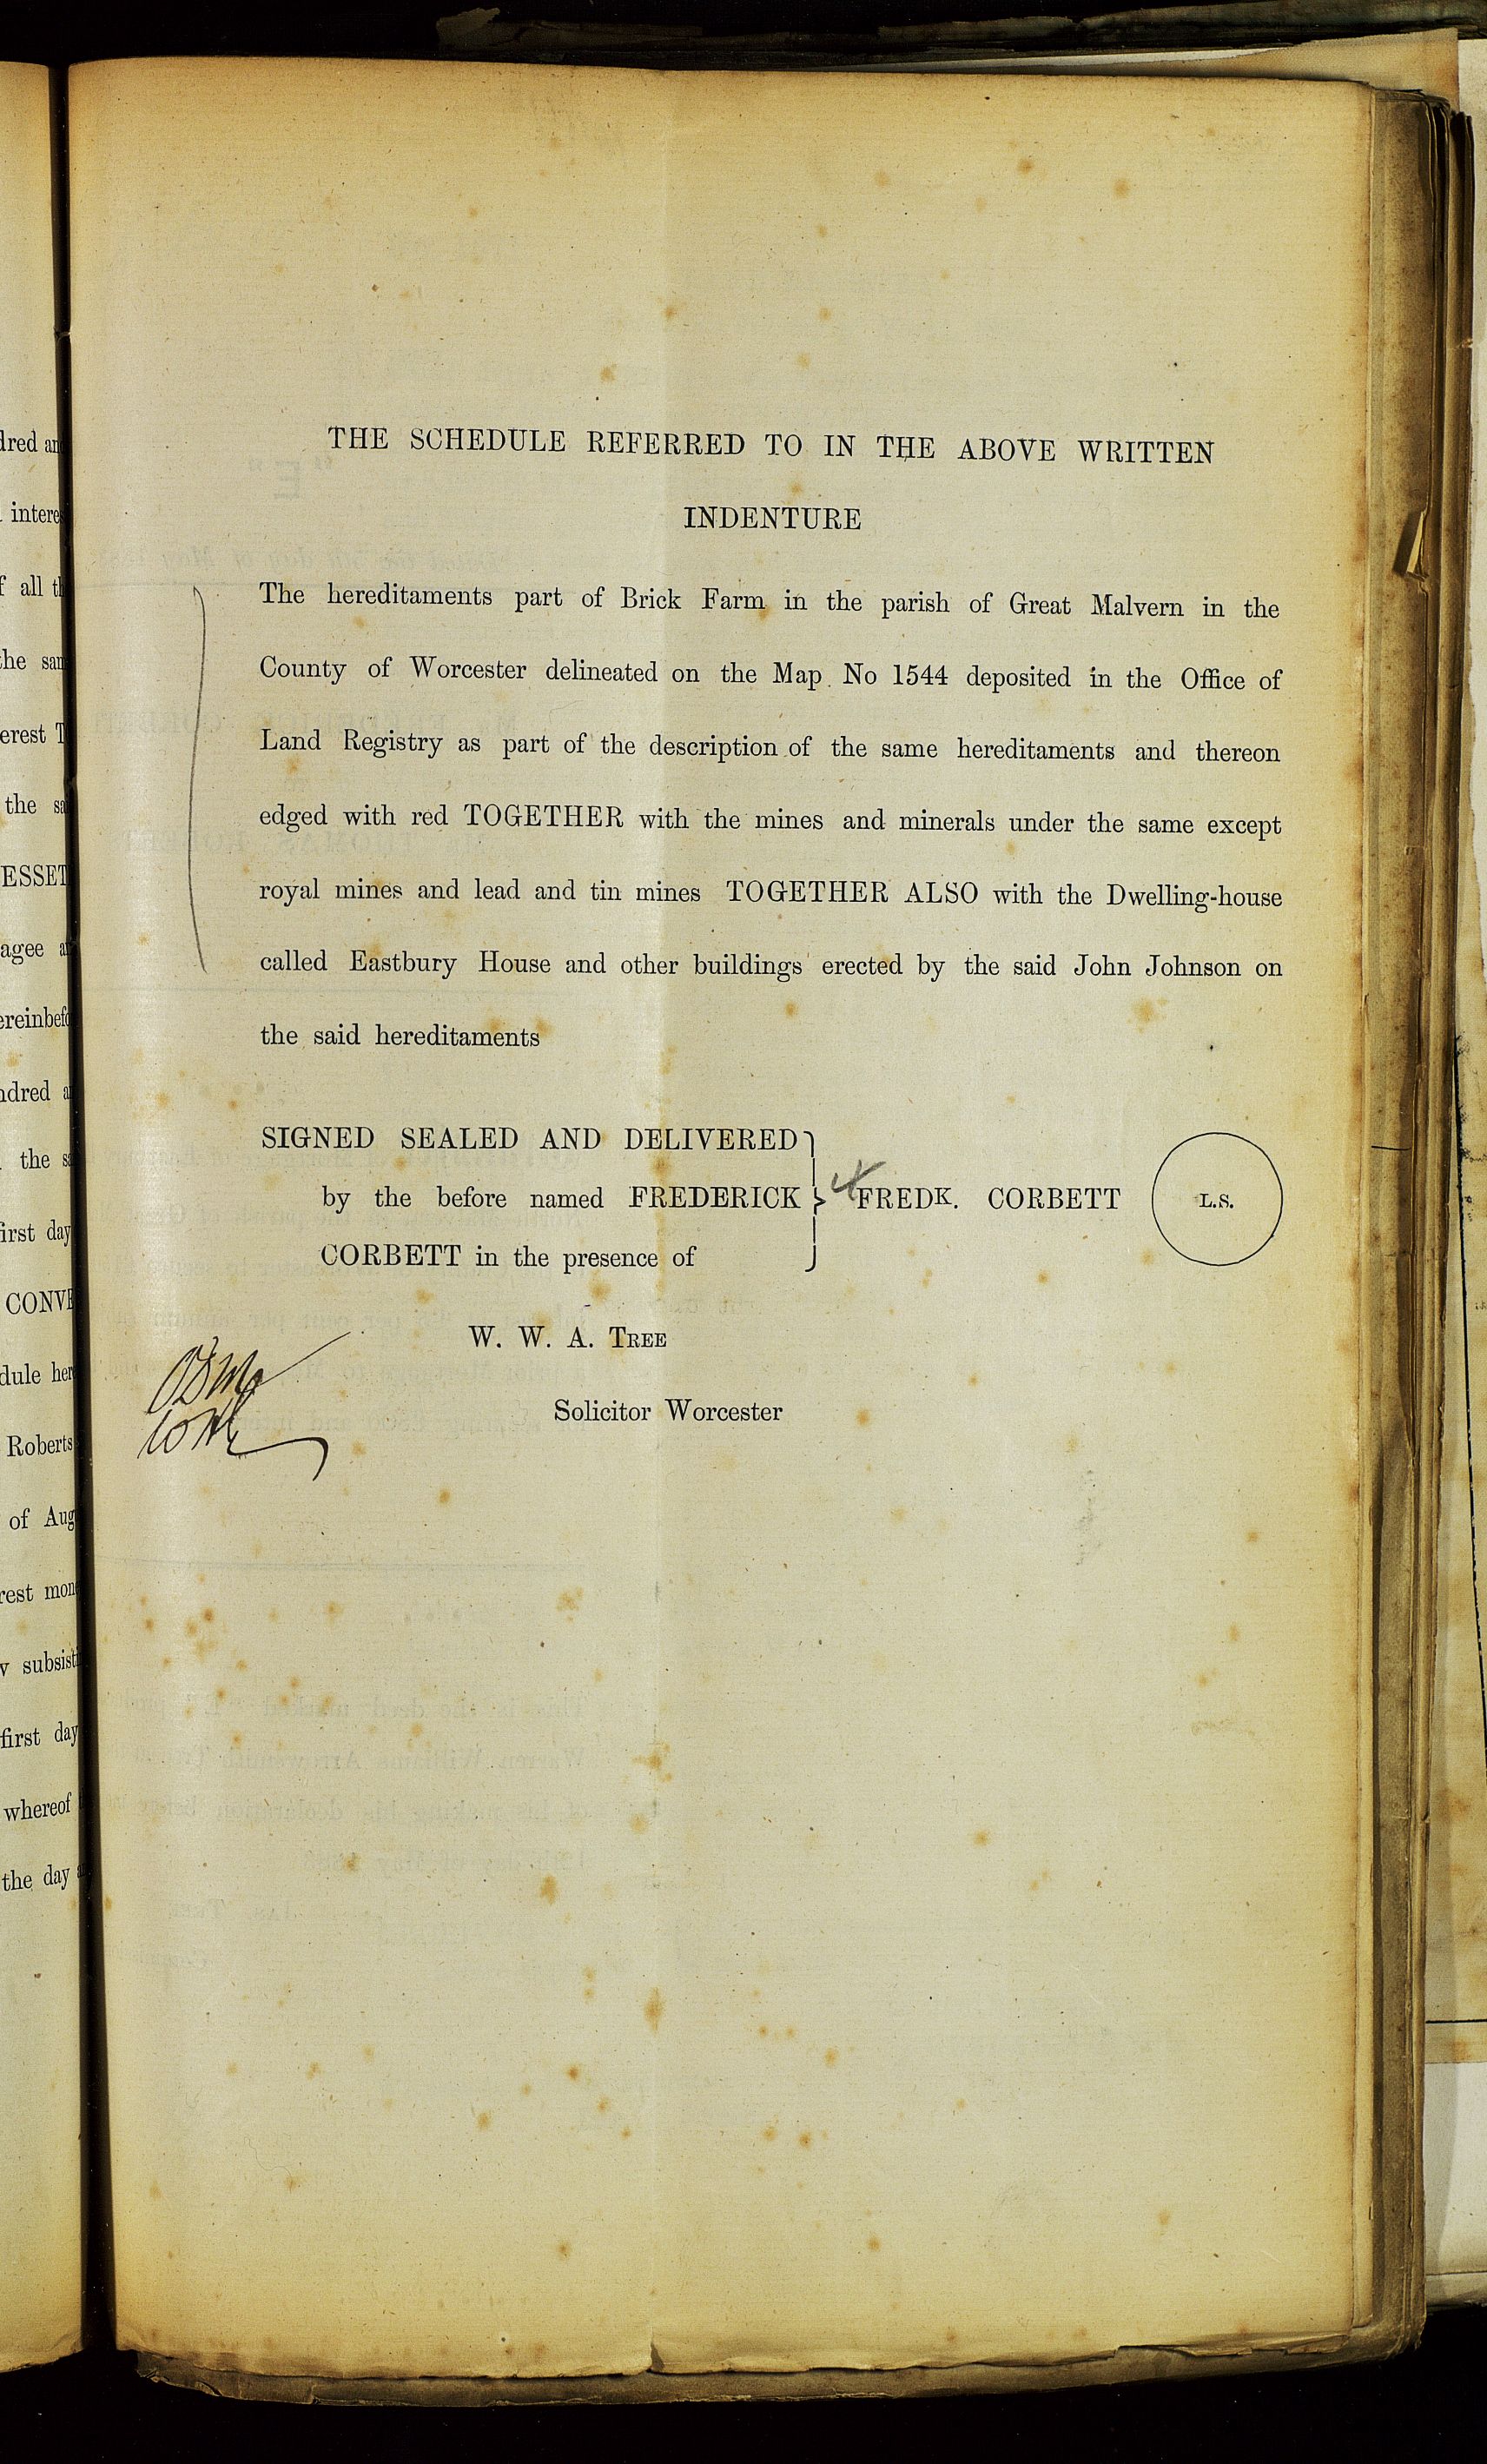 THE SCHEDULE REFERRED TO IN THE ABOVE WRITTEN
INDENTURE
The hereditaments part of Brick Farm in the parish of Great Malvern in the
County of Worcester delineated on the Map No 1544 deposited in the Office of
Land Registry as part of the description of the same hereditaments and thereon
edged with red TOGETHER with the mines and minerals under the same except
royal mines and lead and tin mines TOGETHER ALSO with the Dwelling-house
called Eastbury House and other buildings erected by the said John Johnson on
the said hereditaments
SIGNED SEALED AND DELIVERED
by the before named FREDERICK
CORBETT in the presence of
FREDK. CORBETT
L.S.
W. W. A. TREE
Solicitor Worcester